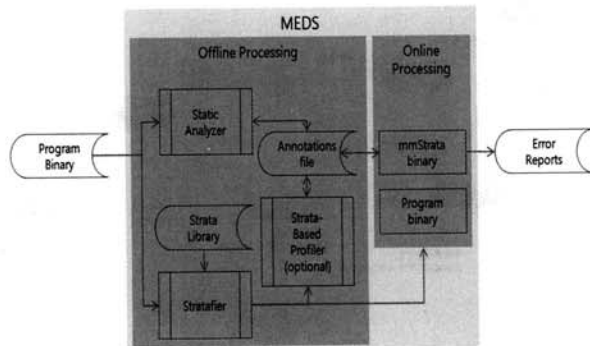 MEDS
Offline Processing
Online
Processing
Static
Analyzer
Program
Binary
Annotations
file
mmStrata
binary
Error
Reports
Strata
Library
Strata-
Based
Profiler
(optional)
Program
binary
Stratafier